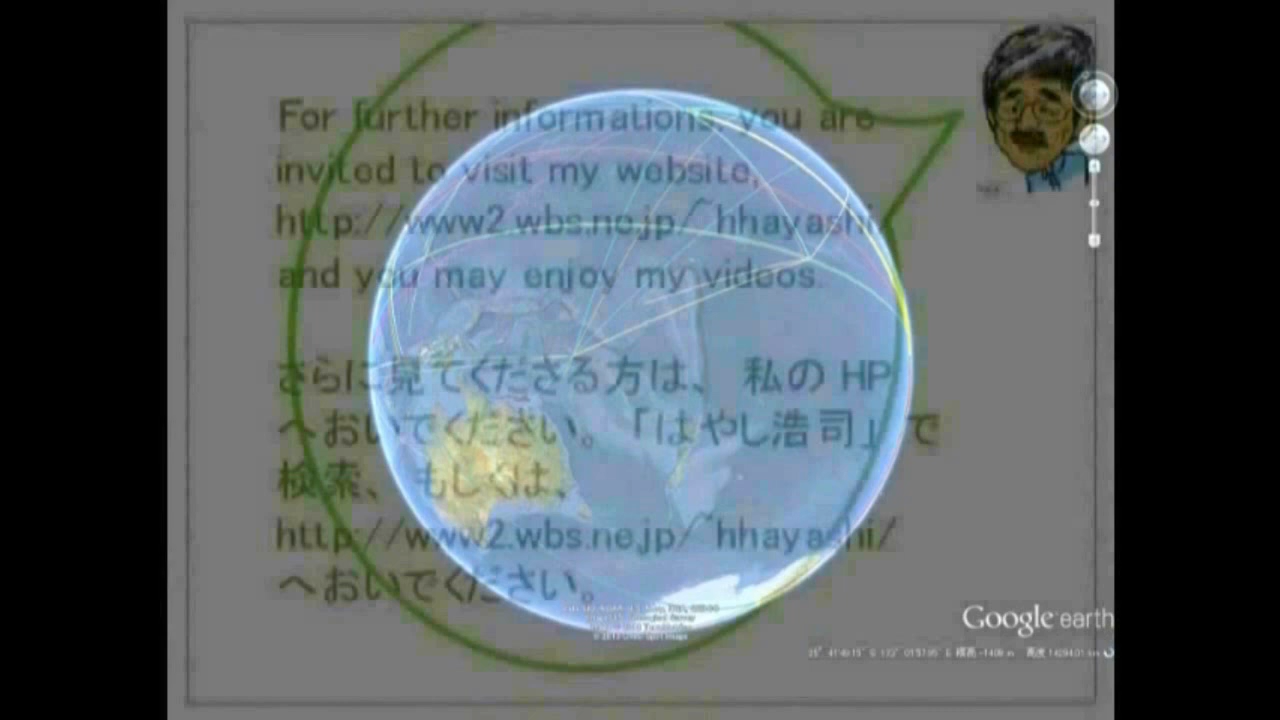 For further informations, you are
invited to visit my website,
http://www2.wbs.ne.jp/~hhayashi
and you may enjoy my videos.
さらに見てくださる方は、 私の HP
へおいでください。「はやし浩司」 で
検索、 もしくは、
http://www2.wbs.ne.jp/~hhayashi/
へおいでください。
Google earth